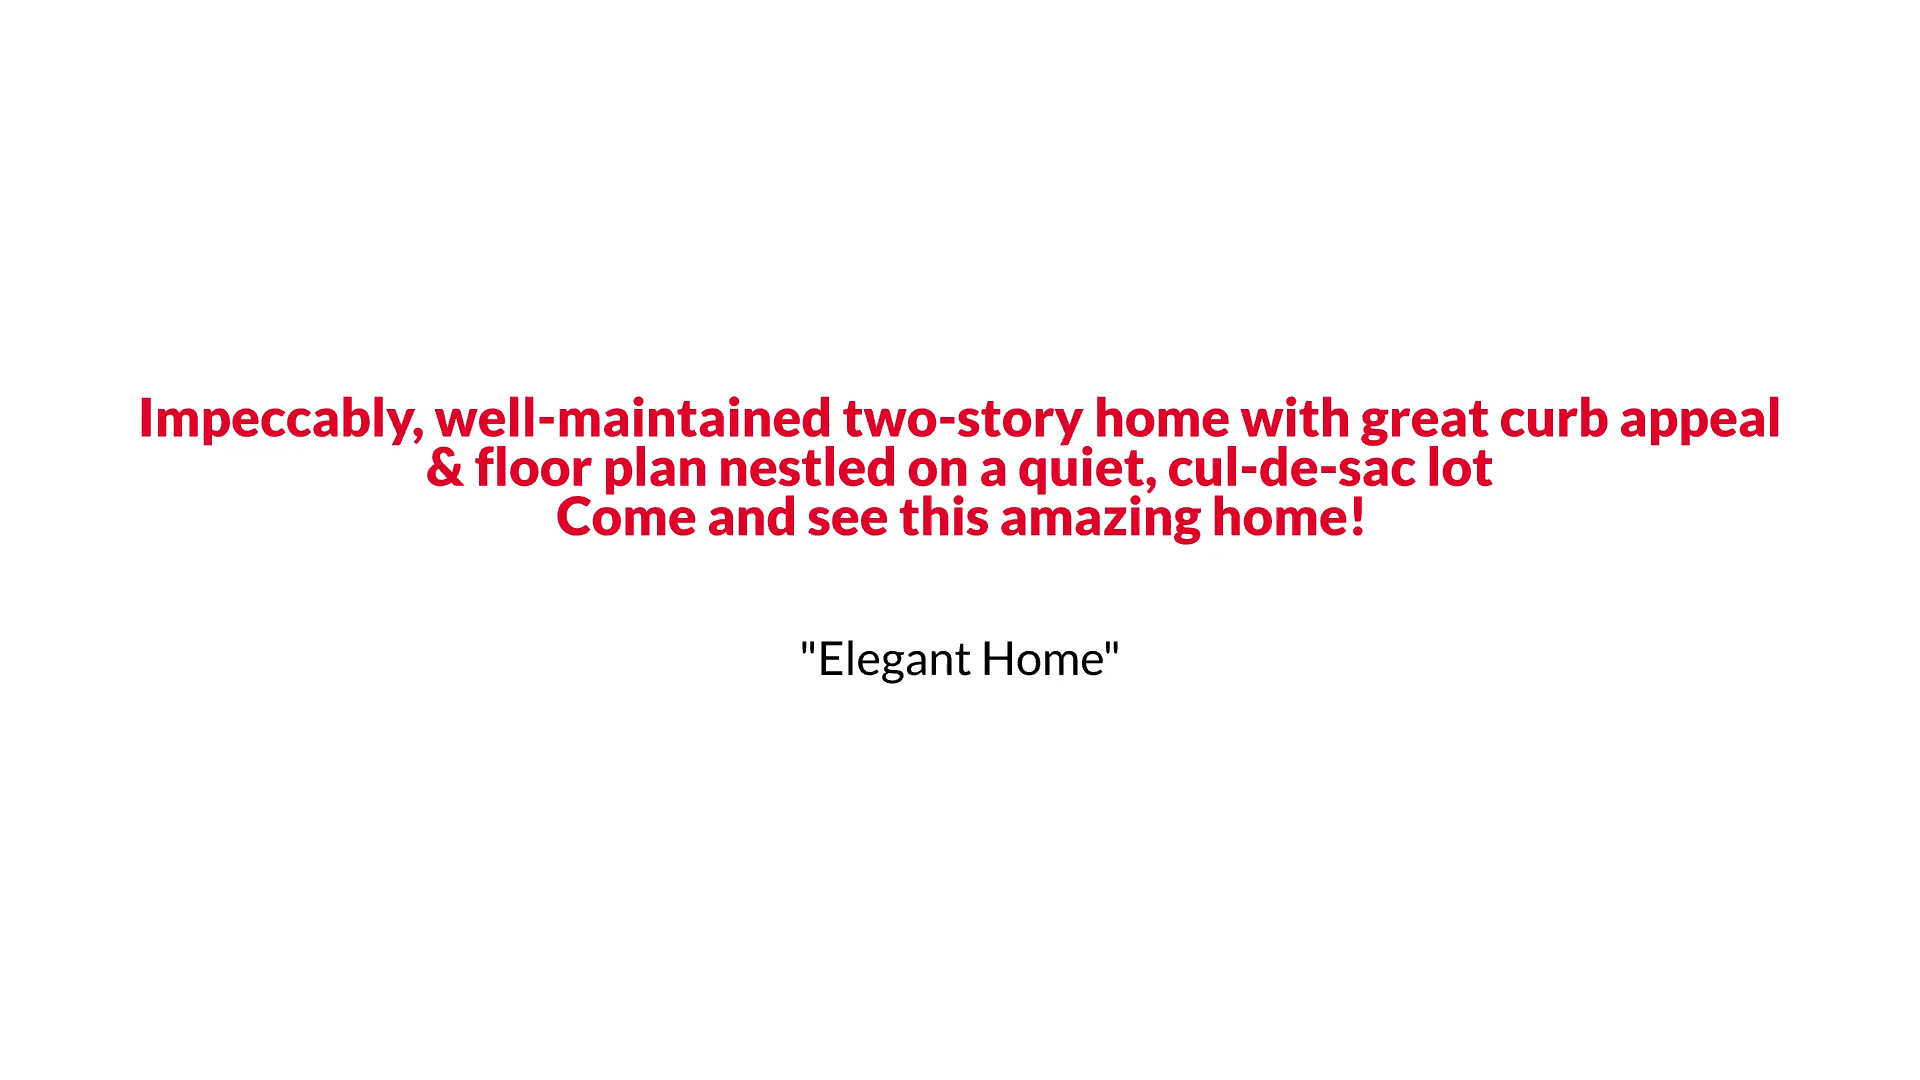 Impeccably, well-maintained two-story home with great curb appeal
& floor plan nestled on a quiet, cul-de-sac lot
Come and see this amazing home!
"Elegant Home"